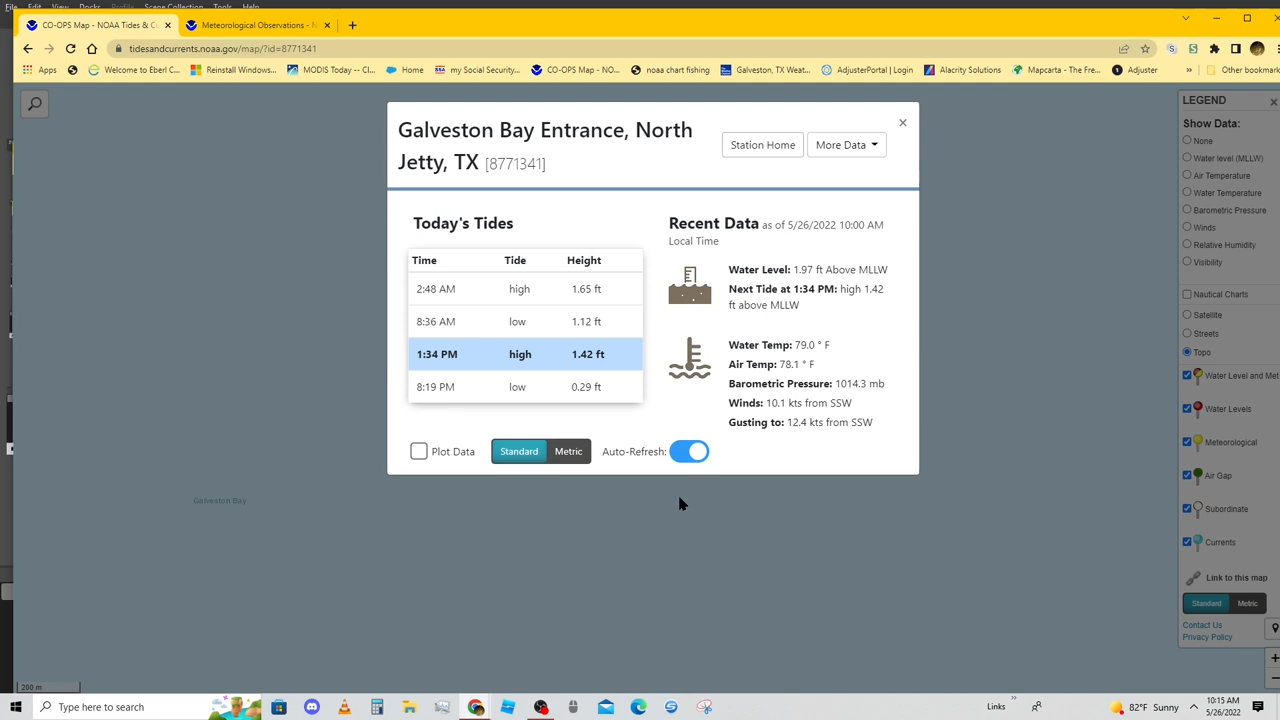 File Edit View Docks Profile Scene Collection Tools Help
CO-OPS Map - NOAA Tides & Cu
Meteorological Observations - N
tidesandcurrents.noaa.gov/map/?id=8771341
Apps Welcome to Eberl C... Reinstall Windows... MODIS Today -- Cl... Home my Social Security... CO-OPS Map - NO... noaa chart fishing Galveston, TX Weat... AdjusterPortal | Login Alacrity Solutions Mapcarta - The Fre... Adjuster » Other bookmark
Galveston Bay Entrance, North
Jetty, TX [8771341]
Station Home More Data
Today's Tides
Time Tide Height
2:48 AM high 1.65 ft
8:36 AM low 1.12 ft
1:34 PM high 1.42 ft
8:19 PM low 0.29 ft
Recent Data as of 5/26/2022 10:00 AM
Local Time
Water Level: 1.97 ft Above MLLW
Next Tide at 1:34 PM: high 1.42
ft above MLLW
Water Temp: 79.0 ° F
Air Temp: 78.1 ° F
Barometric Pressure: 1014.3 mb
Winds: 10.1 kts from SSW
Gusting to: 12.4 kts from SSW
Plot Data Standard Metric Auto-Refresh:
Galveston Bay
LEGEND
Show Data:
None
Water level (MLLW)
Air Temperature
Water Temperature
Barometric Pressure
Winds
Relative Humidity
Visibility
Nautical Charts
Satellite
Streets
Topo
Water Level and Met
Water Levels
Meteorological
Air Gap
Subordinate
Currents
Link to this map
Standard Metric
Contact Us
Privacy Policy
200 m
Type here to search
Links
82°F Sunny
10:15 AM
5/26/2022